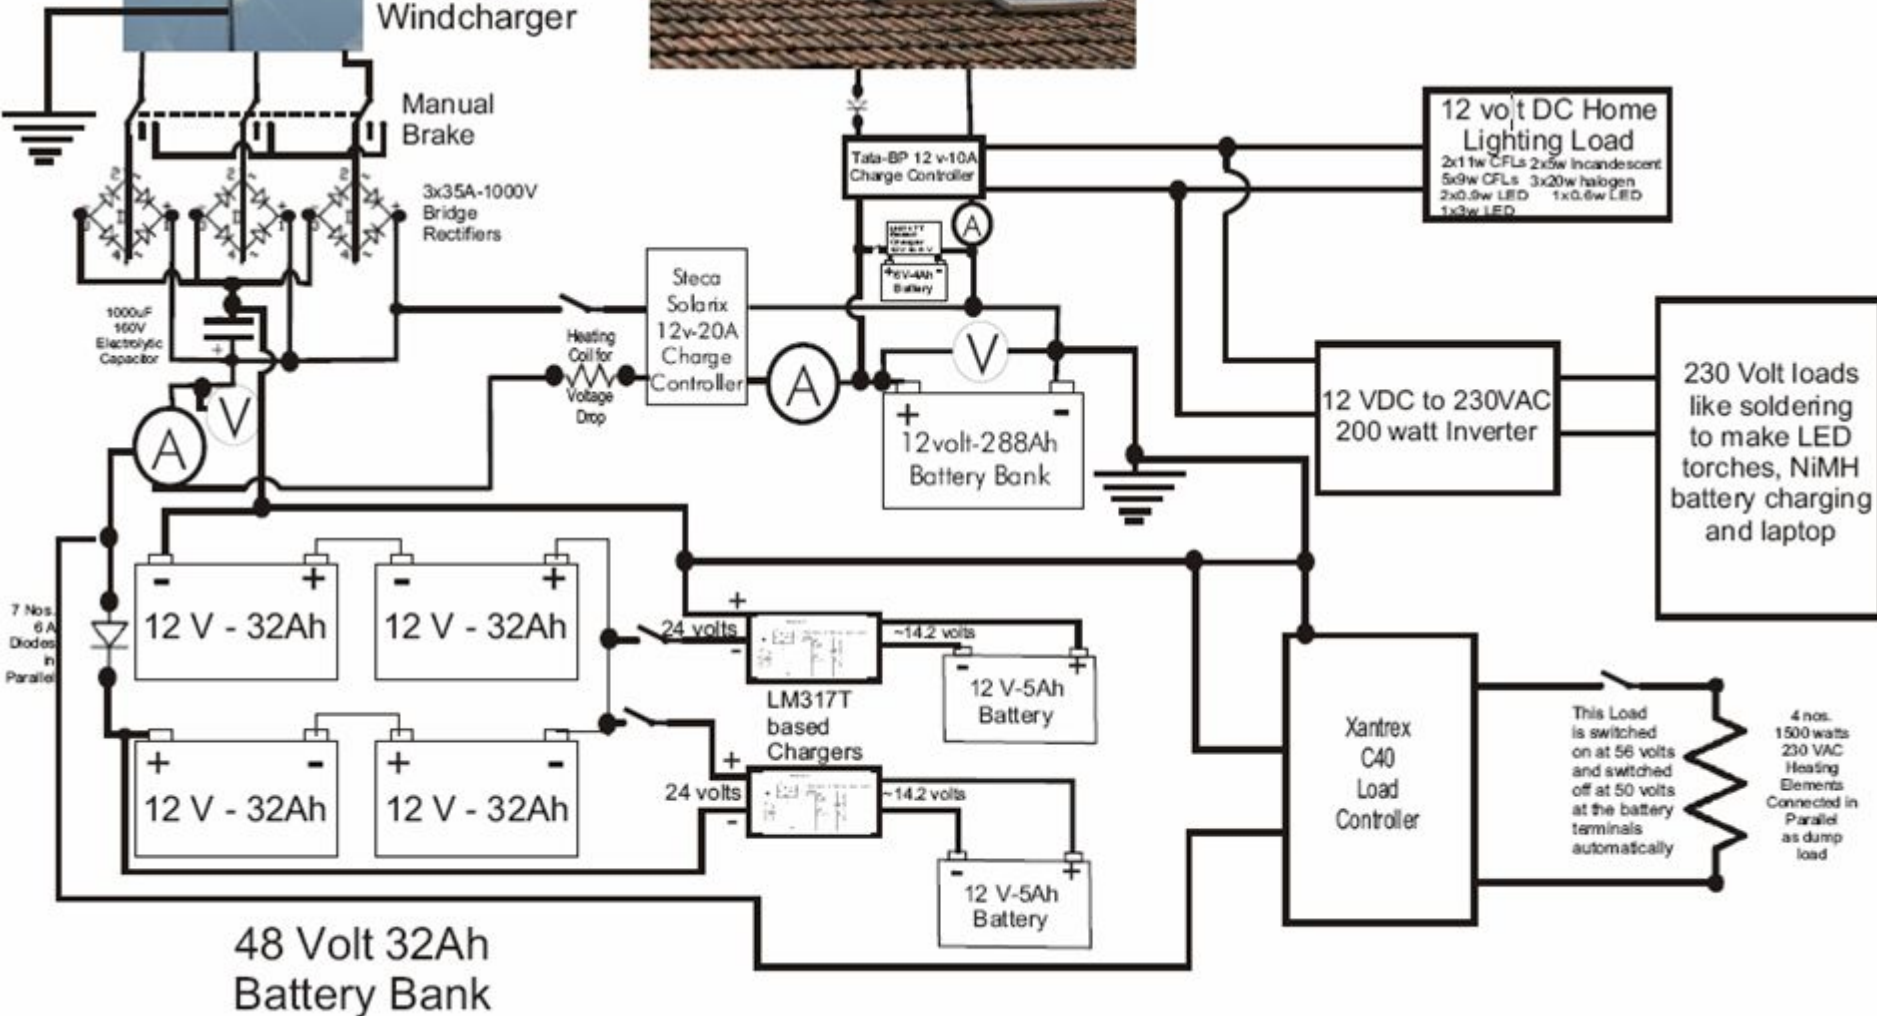 Windcharger
Manual
Brake
3x35A-1000V
Bridge
Rectifiers
1000uF
160V
Electrolytic
Capacitor
+
V
A
Steca
Solarix
12v-20A
Charge
Controller
Heating
Coil for
Voltage
Drop
A
Tata-BP 12 v-10A
Charge Controller
A
+ 6V-4Ah -
Battery
V
+ -
12volt-288Ah
Battery Bank
12 volt DC Home
Lighting Load
2x11w CFLs 2x5w Incandescent
5x9w CFLs 3x20w halogen
2x0.9w LED 1x0.6w LED
1x3w LED
12 VDC to 230VAC
200 watt Inverter
230 Volt loads
like soldering
to make LED
torches, NiMH
battery charging
and laptop
7 Nos.
6 A
Diodes
in
Parallel
- +
12 V - 32Ah
- +
12 V - 32Ah
+ -
12 V - 32Ah
+ -
12 V - 32Ah
48 Volt 32Ah
Battery Bank
+
24 volts
-
~14.2 volts
LM317T
based
Chargers
- +
12 V-5Ah
Battery
+
24 volts
-
~14.2 volts
- +
12 V-5Ah
Battery
Xantrex
C40
Load
Controller
This Load
is switched
on at 56 volts
and switched
off at 50 volts
at the battery
terminals
automatically
4 nos.
1500 watts
230 VAC
Heating
Elements
Connected in
Parallel
as dump
load